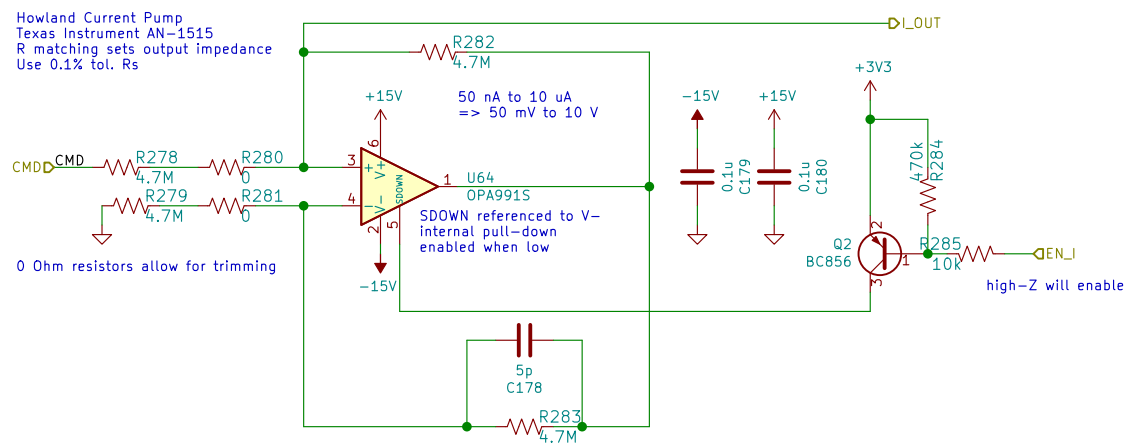 Howland Current Pump
Texas Instrument AN-1515
R matching sets output impedance
Use 0.1% tol. Rs
I_OUT
R282
4.7M
+3V3
50 nA to 10 uA
=> 50 mV to 10 V
+15V
-15V
+15V
6
CMD
CMD
R278
4.7M
R280
0
3
+
V+
SDOWN
1
U64
OPA991S
0.1u
C179
0.1u
C180
470k
R284
R279
4.7M
R281
0
4
-
V-
2
5
SDOWN referenced to V-
internal pull-down
enabled when low
2
Q2
BC856
1
3
R285
10k
EN_I
0 Ohm resistors allow for trimming
-15V
high-Z will enable
5p
C178
R283
4.7M